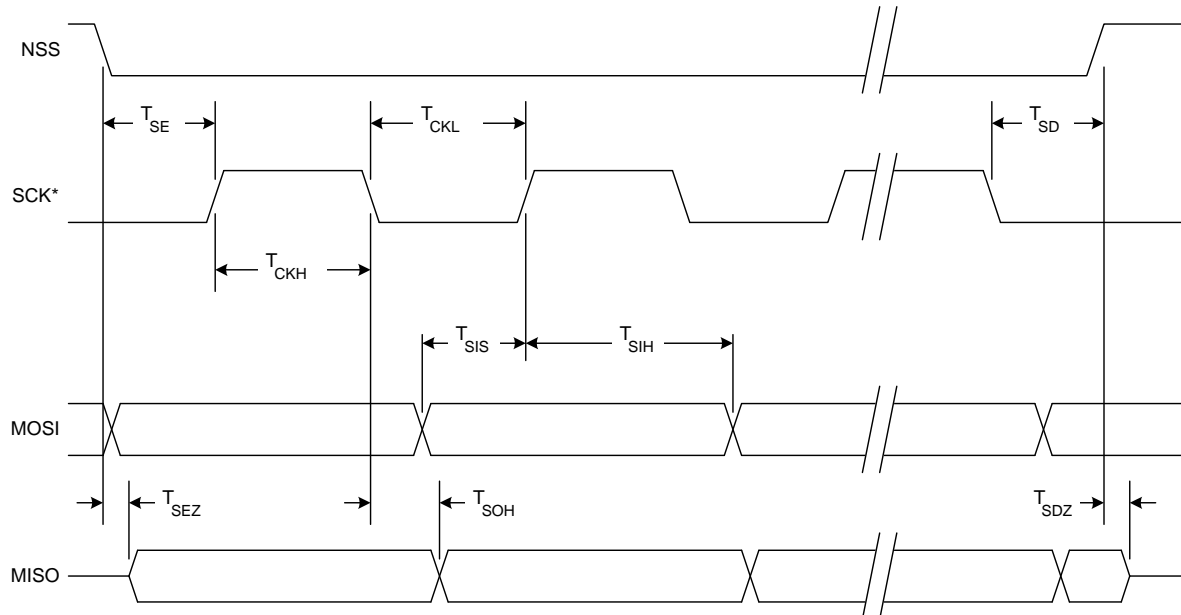 NSS
T_SE
T_CKL
T_SD
SCK*
T_CKH
T_SIS
T_SIH
MOSI
T_SEZ
T_SOH
T_SDZ
MISO